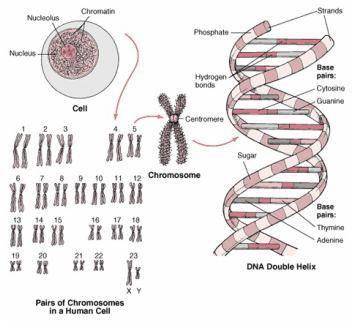 Nucleolus
Chromatin
Nucleus
Cell
1 2 3 4 5
6 7 8 9 10 11 12
13 14 15 16 17 18
19 20 21 22 23
X Y
Pairs of Chromosomes
in a Human Cell
Centromere
Chromosome
Strands
Phosphate
Hydrogen
bonds
Base
pairs:
Cytosine
Guanine
Sugar
Base
pairs:
Thymine
Adenine
DNA Double Helix